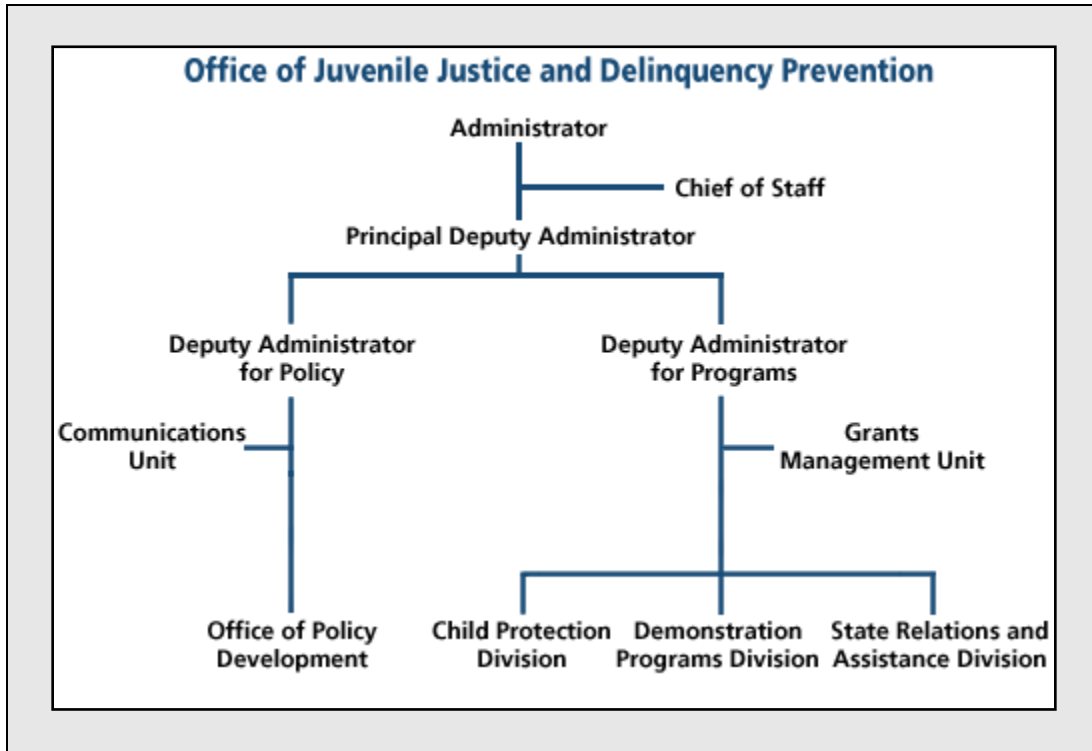 Office of Juvenile Justice and Delinquency Prevention
Administrator
Chief of Staff
Principal Deputy Administrator
Deputy Administrator
for Policy
Deputy Administrator
for Programs
Communications
Unit
Grants
Management Unit
Office of Policy
Development
Child Protection
Division
Demonstration
Programs Division
State Relations and
Assistance Division